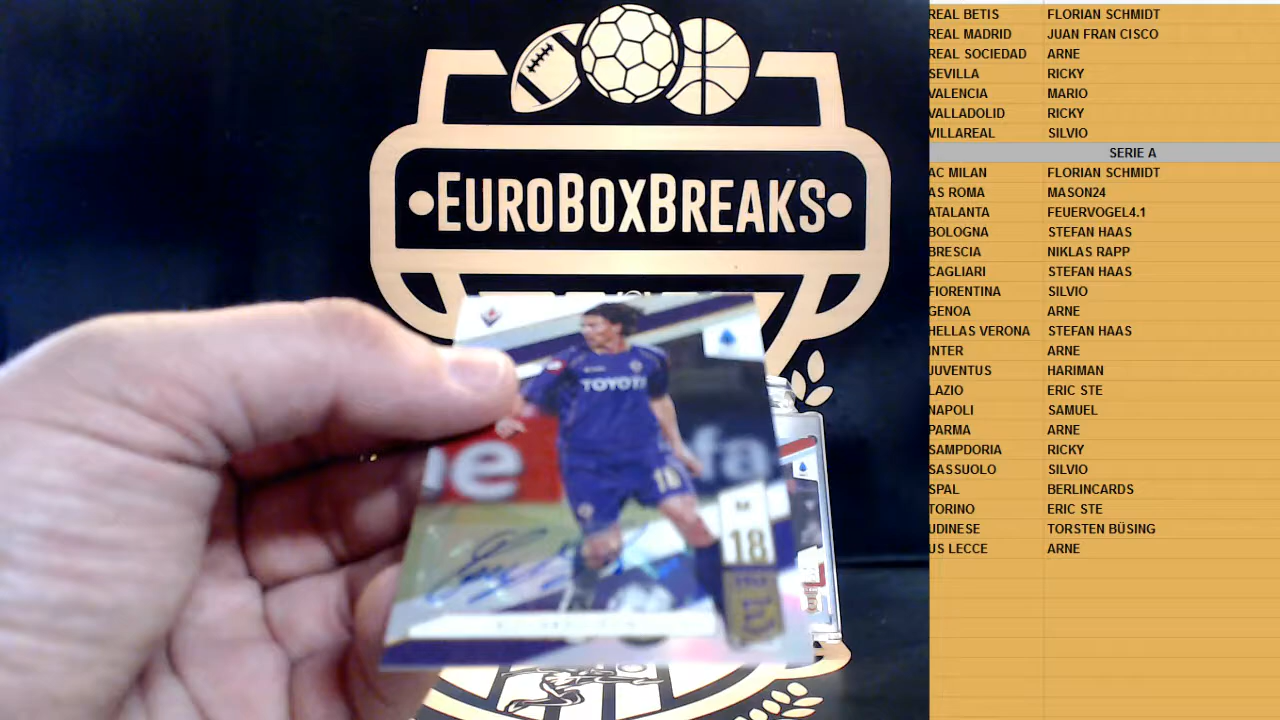 EUROBOXBREAKS
TOYOTA
18
M
18
REAL BETIS FLORIAN SCHMIDT
REAL MADRID JUAN FRAN CISCO
REAL SOCIEDAD ARNE
SEVILLA RICKY
VALENCIA MARIO
VALLADOLID RICKY
VILLAREAL SILVIO
SERIE A
AC MILAN FLORIAN SCHMIDT
AS ROMA MASON24
ATALANTA FEUERVOGEL4.1
BOLOGNA STEFAN HAAS
BRESCIA NIKLAS RAPP
CAGLIARI STEFAN HAAS
FIORENTINA SILVIO
GENOA ARNE
HELLAS VERONA STEFAN HAAS
INTER ARNE
JUVENTUS HARIMAN
LAZIO ERIC STE
NAPOLI SAMUEL
PARMA ARNE
SAMPDORIA RICKY
SASSUOLO SILVIO
SPAL BERLINCARDS
TORINO ERIC STE
UDINESE TORSTEN BÜSING
US LECCE ARNE